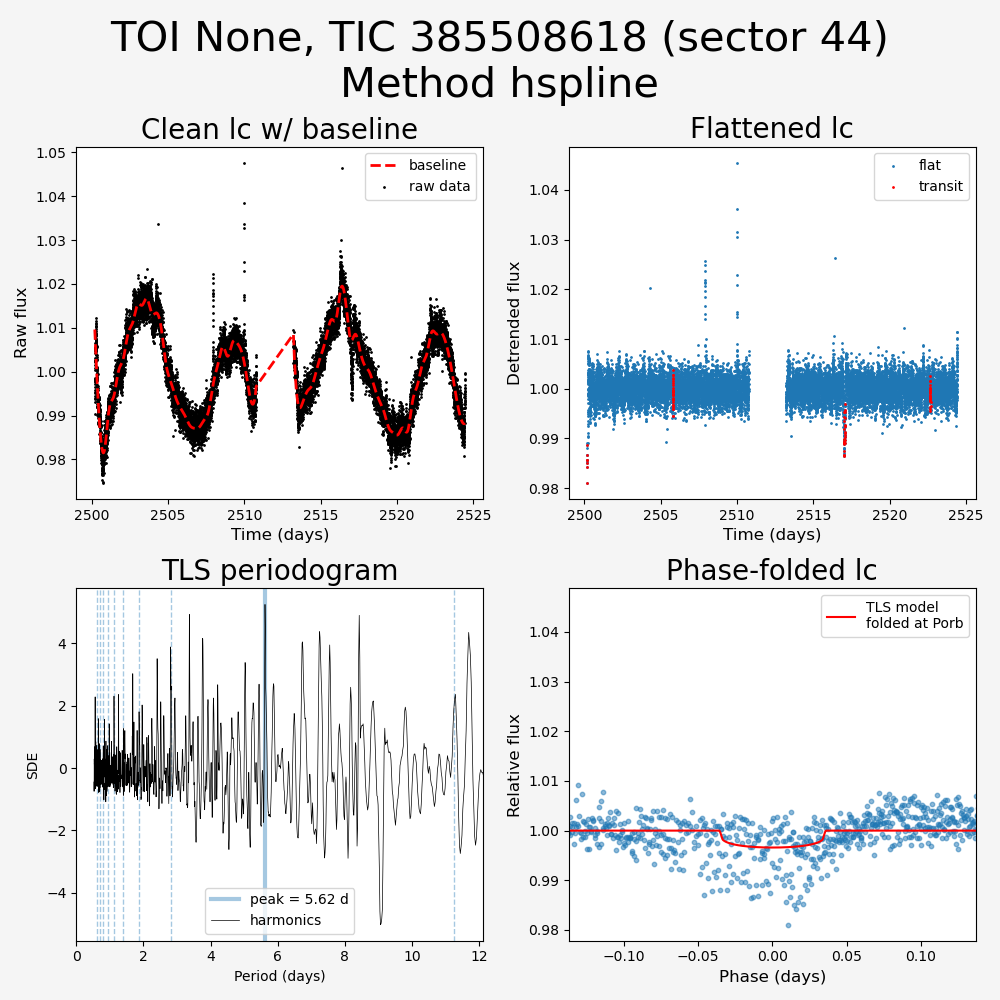 TOI None, TIC 385508618 (sector 44)
Method hspline
Clean lc w/ baseline
1.05
1.04
1.03
1.02
1.01
1.00
0.99
0.98
Raw flux
baseline
raw data
2500
2505
2510
2515
2520
2525
Time (days)
Flattened lc
1.04
1.03
1.02
1.01
1.00
0.99
0.98
Detrended flux
flat
transit
2500
2505
2510
2515
2520
2525
Time (days)
TLS periodogram
4
2
0
−2
−4
SDE
peak = 5.62 d
harmonics
0
2
4
6
8
10
12
Period (days)
Phase-folded lc
1.04
1.03
1.02
1.01
1.00
0.99
0.98
Relative flux
TLS model
folded at Porb
−0.10
−0.05
0.00
0.05
0.10
Phase (days)